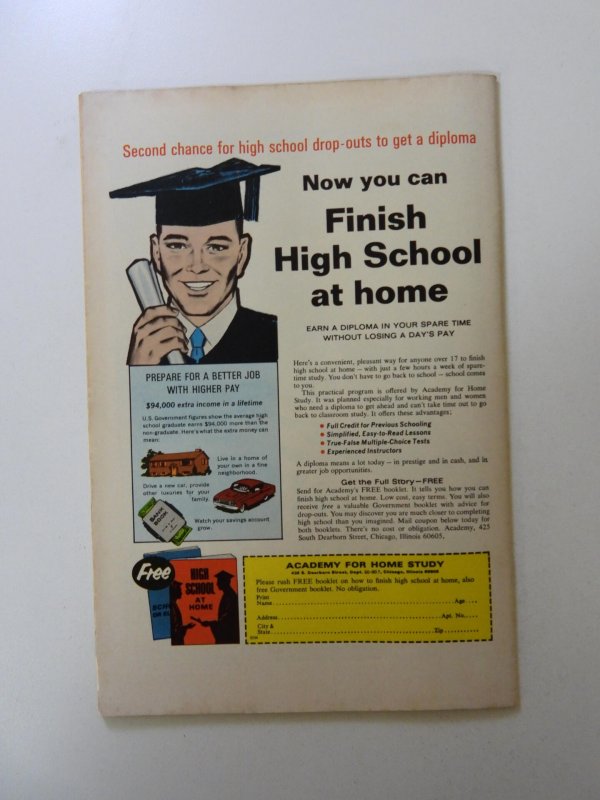 Second chance for high school drop-outs to get a diploma
Now you can
Finish
High School
at home
EARN A DIPLOMA IN YOUR SPARE TIME
WITHOUT LOSING A DAY'S PAY
Here's a convenient, pleasant way for anyone over 17 to finish
high school at home — with just a few hours a week of spare-
time study. You don't have to go back to school — school comes
to you.
This practical program is offered by Academy for Home
Study. It was planned especially for working men and women
who need a diploma to get ahead and can't take time out to go
back to classroom study. It offers these advantages:
• Full Credit for Previous Schooling
• Simplified, Easy-to-Read Lessons
• True-False Multiple-Choice Tests
• Experienced Instructors
A diploma means a lot today — in prestige and in cash, and in
greater job opportunities.
Get the Full Story—FREE
Send for Academy's FREE booklet. It tells you how you can
finish high school at home. Low cost, easy terms. You will also
receive free a valuable Government booklet with advice for
drop-outs. You may discover you are much closer to completing
high school than you imagined. Mail coupon today for
both booklets. There's no cost or obligation. Academy, 425
South Dearborn Street, Chicago, Illinois 60605.
PREPARE FOR A BETTER JOB
WITH HIGHER PAY
$94,000 extra income in a lifetime
U.S. Government figures show the average high
school graduate earns $94,000 more than the
non-graduate. Here's what the extra money can
mean:
Live in a home of
your own in a fine
neighborhood.
Drive a new car, provide
other luxuries for your
family.
BANK
BOOK
Watch your savings account
grow.
Free
HIGH
SCHOOL
AT
HOME
ACADEMY FOR HOME STUDY
Chicago, Illinois 60605
Please rush FREE booklet on how to finish high school at home, also
free Government booklet. No obligation.
Print
Name Age
Address Apt. No.
City &
State Zip